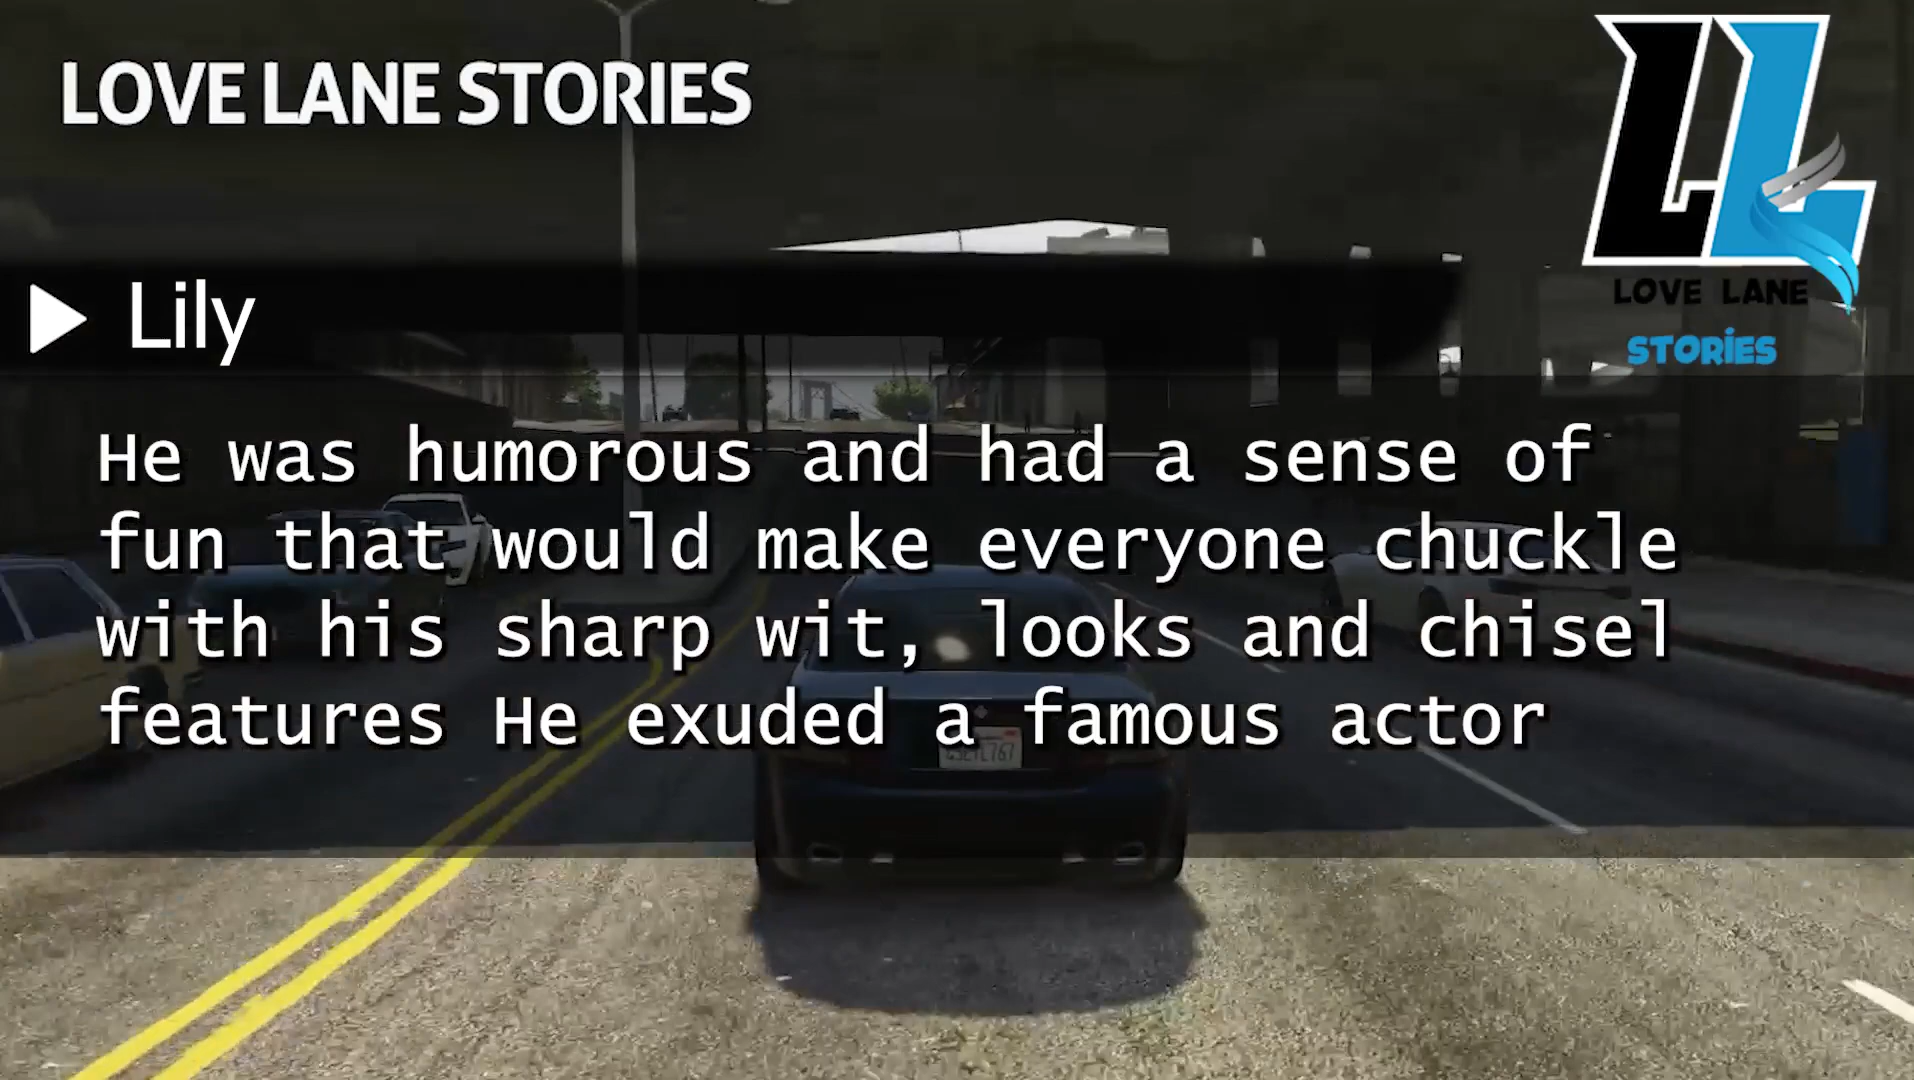 LOVE LANE STORIES
LOVE LANE
STORIES
Lily
He was humorous and had a sense of
fun that would make everyone chuckle
with his sharp wit, looks and chisel
features He exuded a famous actor